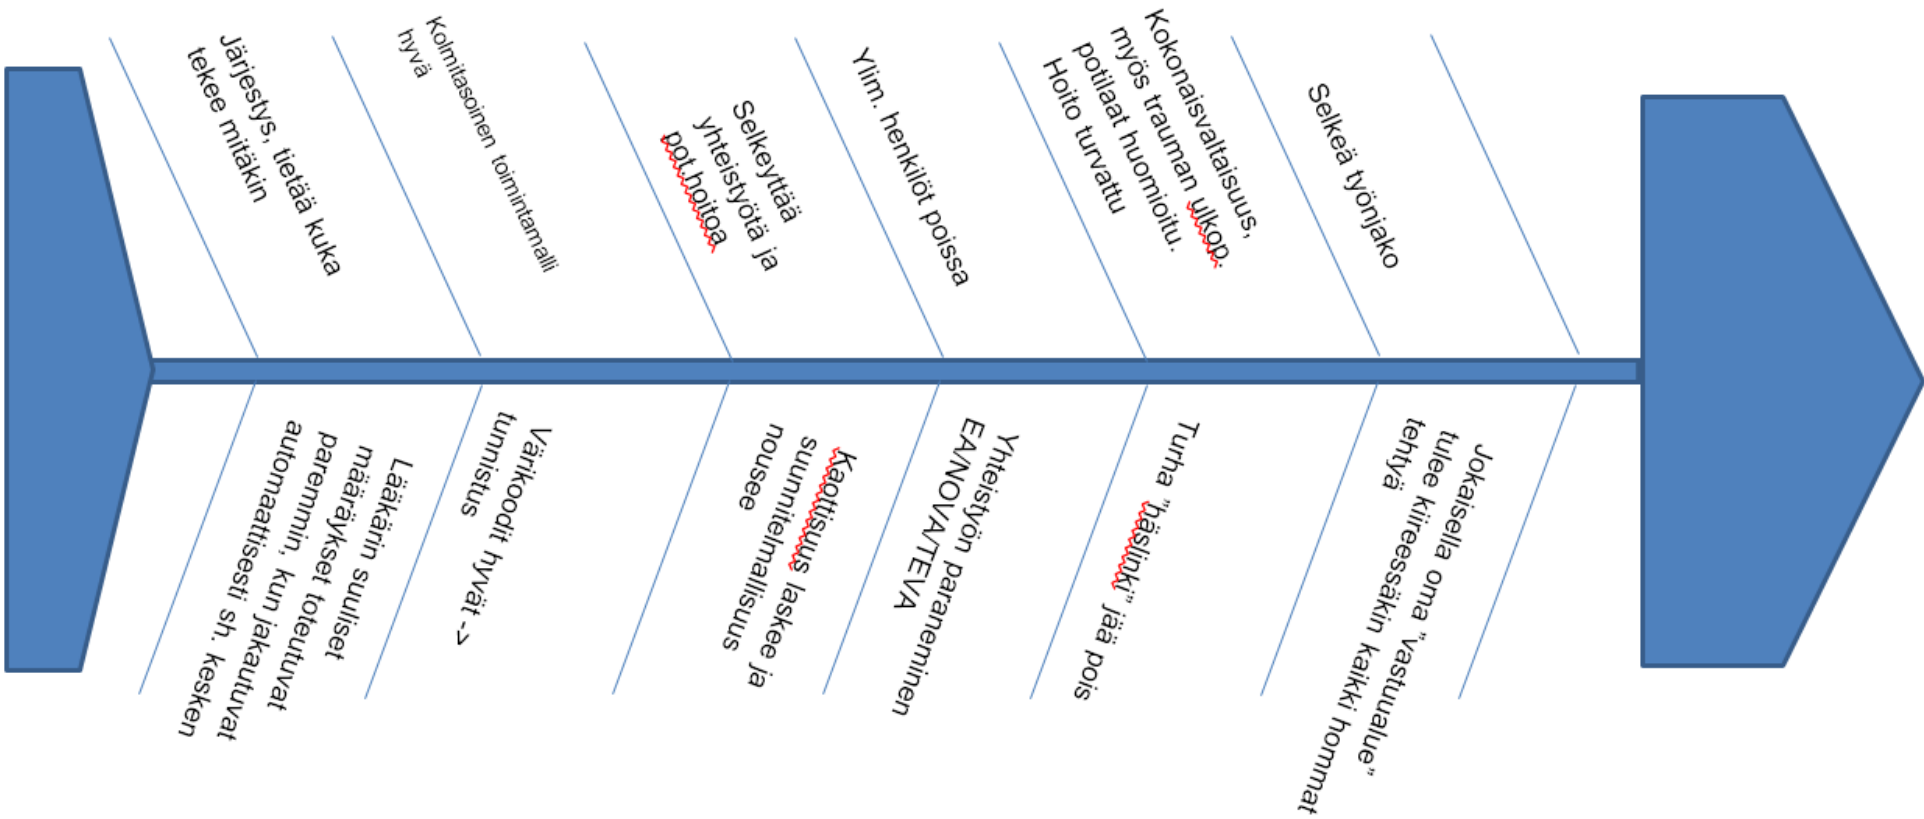 Järjestys, tietää kuka
tekee mitäkin
Kolmitasoinen toimintamalli
hyvä
Selkeyttää
yhteistyötä ja
pot.hoitoa
Ylim. henkilöt poissa
Kokonaisvaltaisuus,
myös trauman ulkop.
potilaat huomioitu.
Hoito turvattu
Selkeä työnjako
Lääkärin suulliset
määräykset toteutuvat
paremmin, kun jakautuvat
automaattisesti sh. kesken
Värikoodit hyvät ->
tunnistus
Kaottisuus laskee ja
suunnitelmallisuus
nousee
Yhteistyön paraneminen
EA/NOVA/TEVA
Turha ”häslinki” jää pois
Jokaisella oma ”vastuualue”
tulee kiireessäkin kaikki hommat
tehtyä